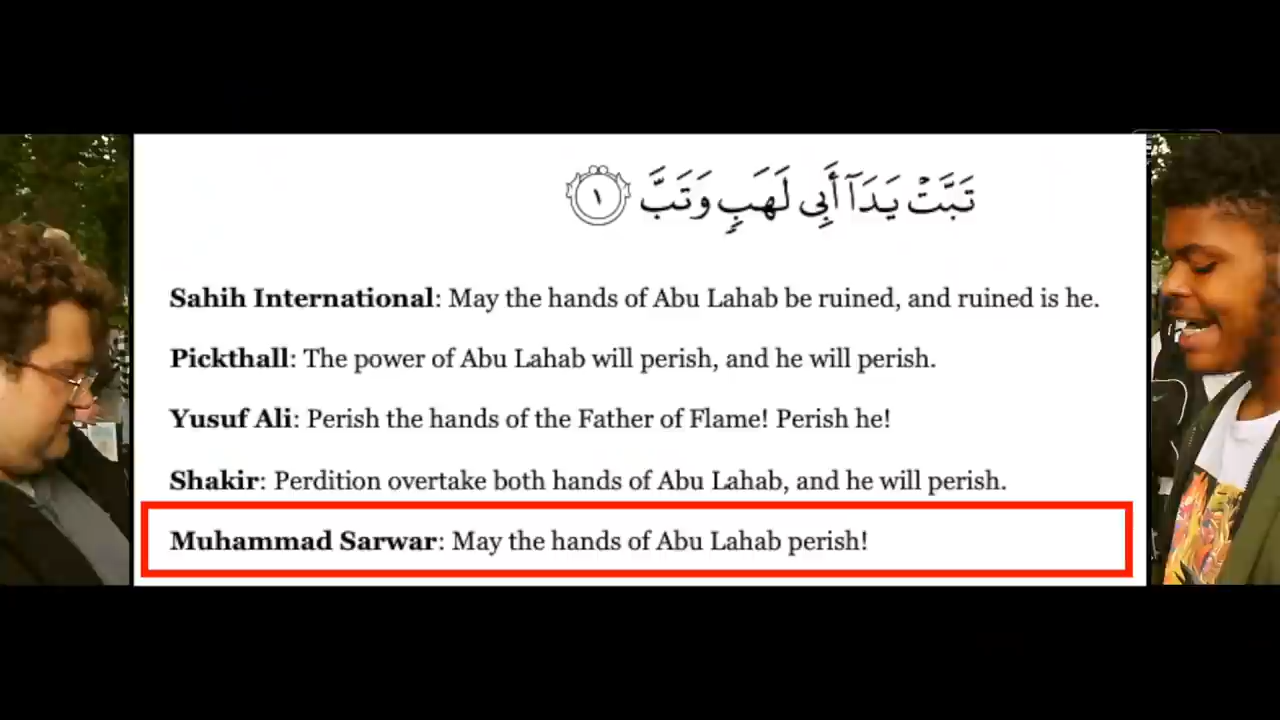 تَبَّتْ يَدَآ أَبِى لَهَبٍ وَتَبَّ ١
Sahih International: May the hands of Abu Lahab be ruined, and ruined is he.
Pickthall: The power of Abu Lahab will perish, and he will perish.
Yusuf Ali: Perish the hands of the Father of Flame! Perish he!
Shakir: Perdition overtake both hands of Abu Lahab, and he will perish.
Muhammad Sarwar: May the hands of Abu Lahab perish!